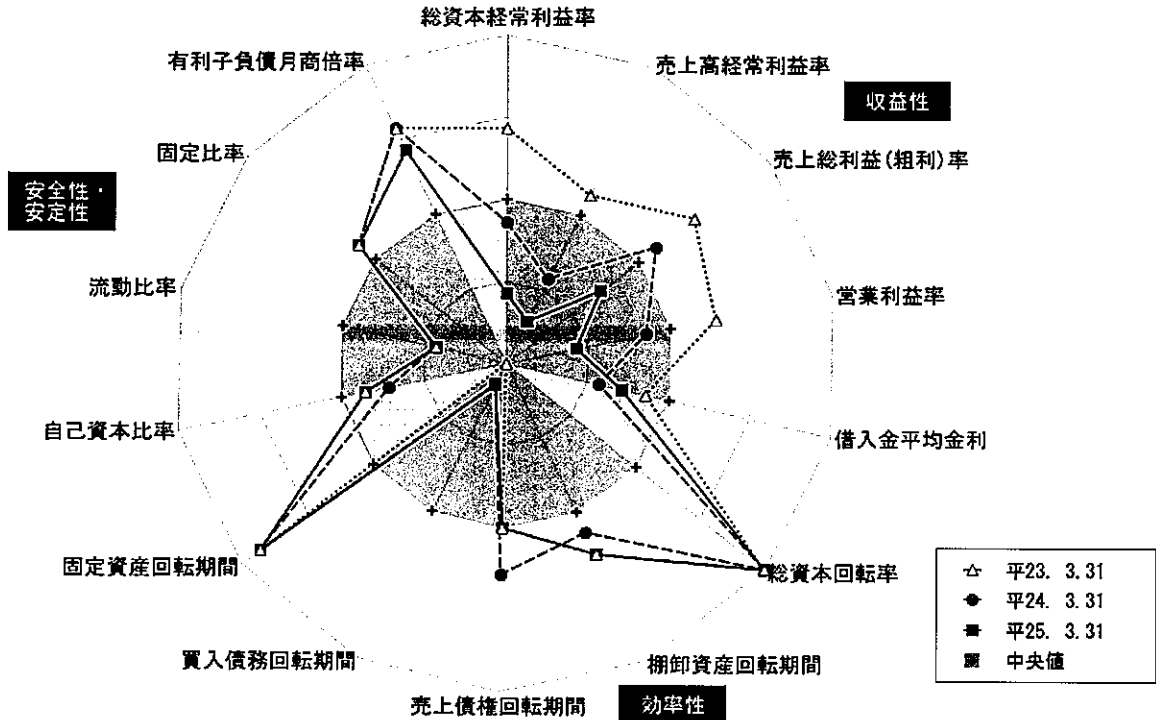 総資本経常利益率
有利子負債月商倍率
売上高経常利益率
収益性
固定比率
売上総利益(粗利)率
安全性・
安定性
流動比率
営業利益率
自己資本比率
借入金平均金利
固定資産回転期間
総資本回転率
買入債務回転期間
棚卸資産回転期間
売上債権回転期間
効率性
平23. 3.31
平24. 3.31
平25. 3.31
中央値